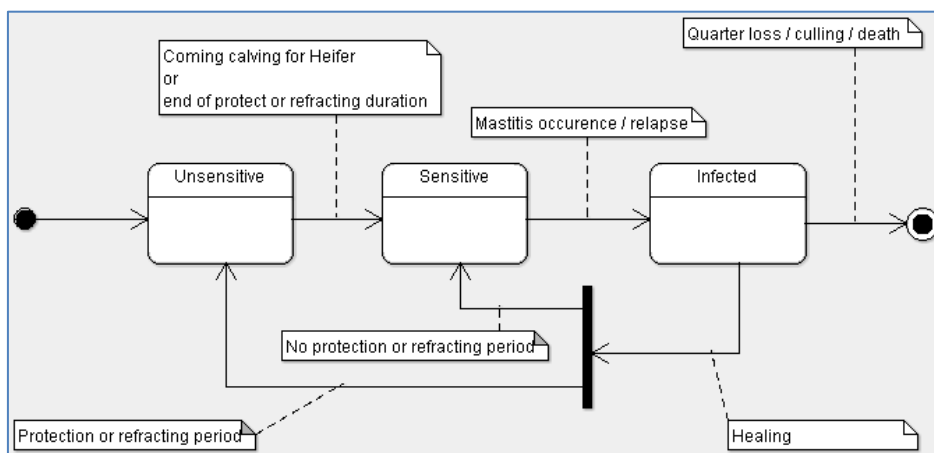 Quarter loss / culling / death
Coming calving for Heifer
or
end of protect or refracting duration
Mastitis occurence / relapse
Unsensitive
Sensitive
Infected
No protection or refracting period
Protection or refracting period
Healing